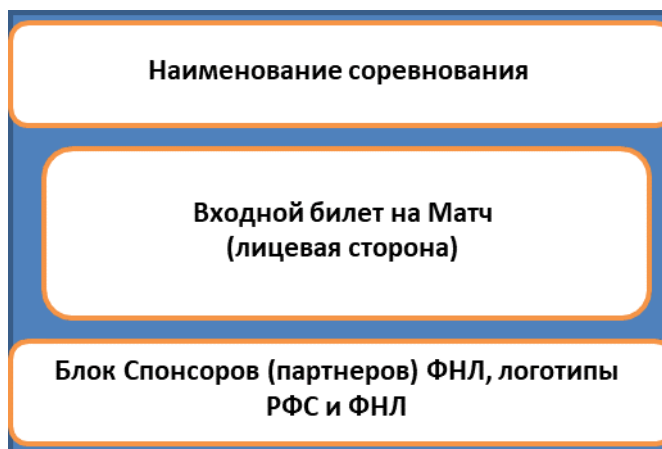 Наименование соревнования
Входной билет на Матч
(лицевая сторона)
Блок Спонсоров (партнеров) ФНЛ, логотипы
РФС и ФНЛ